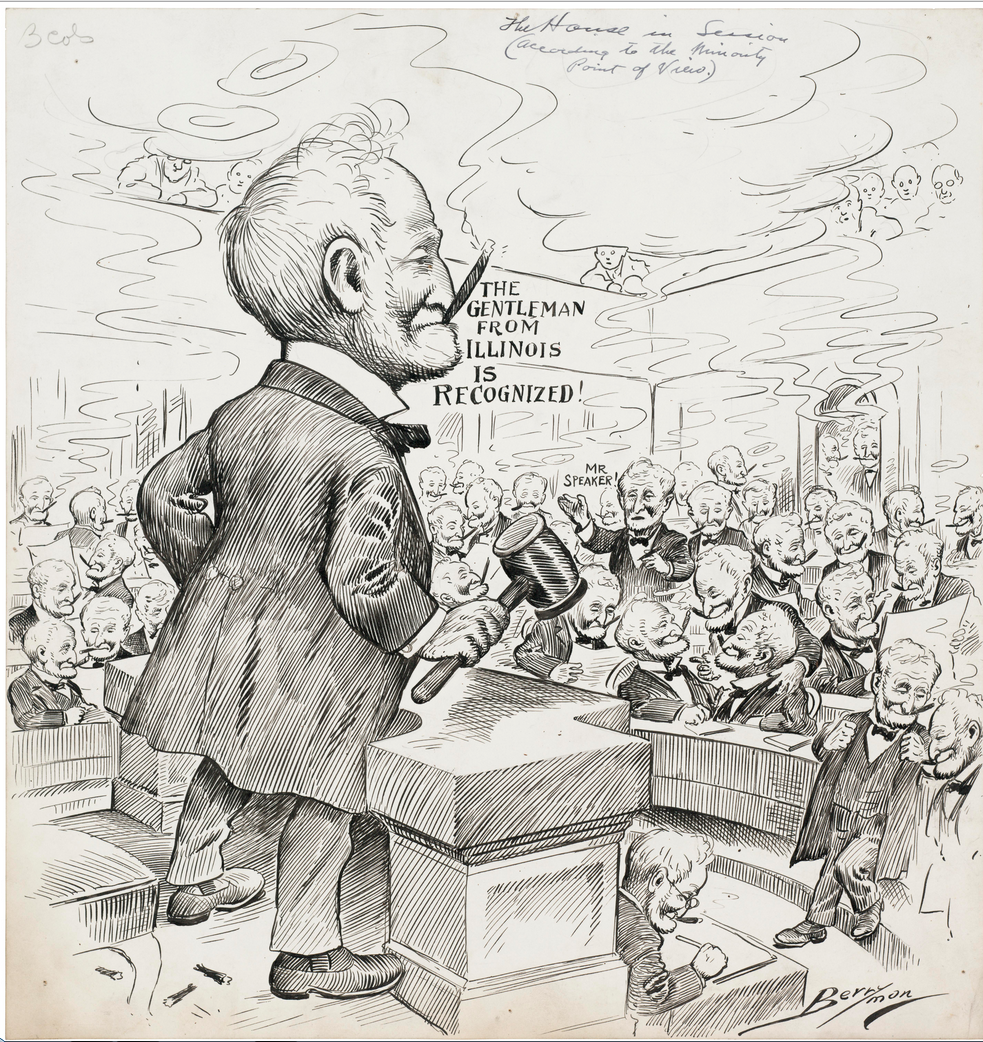 3 cols
The House in Session
(According to the Minority
Point of View.)
THE
GENTLEMAN
FROM
ILLINOIS
IS
RECOGNIZED!
MR
SPEAKER!
Berryman